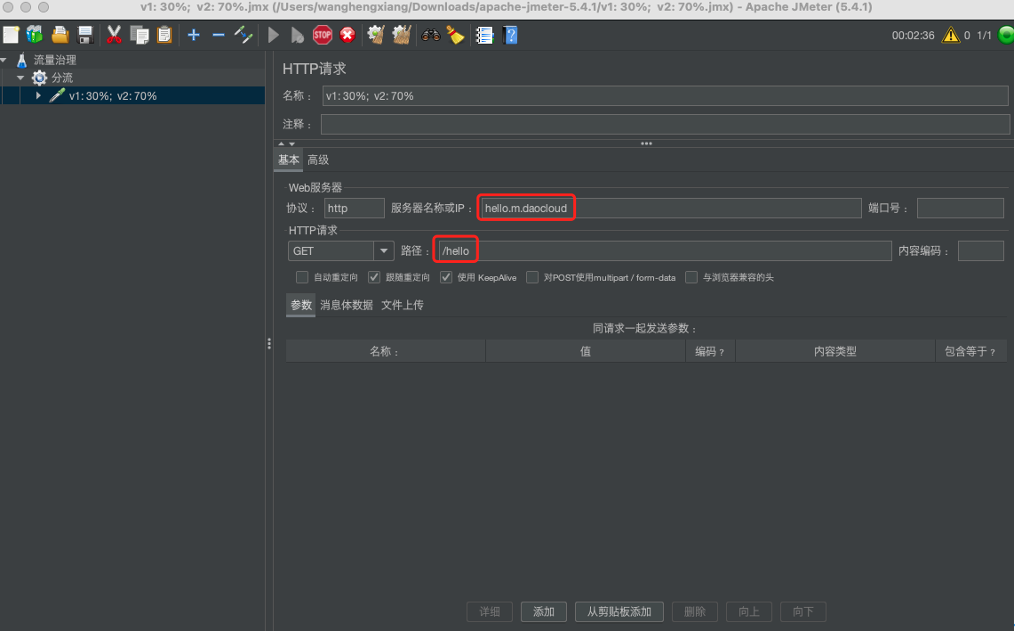 v1: 30%;  v2: 70%.jmx (/Users/wanghengxiang/Downloads/apache-jmeter-5.4.1/v1: 30%;  v2: 70%.jmx) - Apache JMeter (5.4.1)
STOP 00:02:36 0 1/1
流量治理
分流
v1: 30%;  v2: 70%
HTTP请求
名称： v1: 30%;  v2: 70%
注释：
基本 高级
Web服务器
协议： http 服务器名称或IP： hello.m.daocloud 端口号：
HTTP请求
GET 路径： /hello 内容编码：
自动重定向 跟随重定向 使用 KeepAlive 对POST使用multipart / form-data 与浏览器兼容的头
参数 消息体数据 文件上传
同请求一起发送参数：
名称： 值 编码？ 内容类型 包含等于？
详细 添加 从剪贴板添加 删除 向上 向下